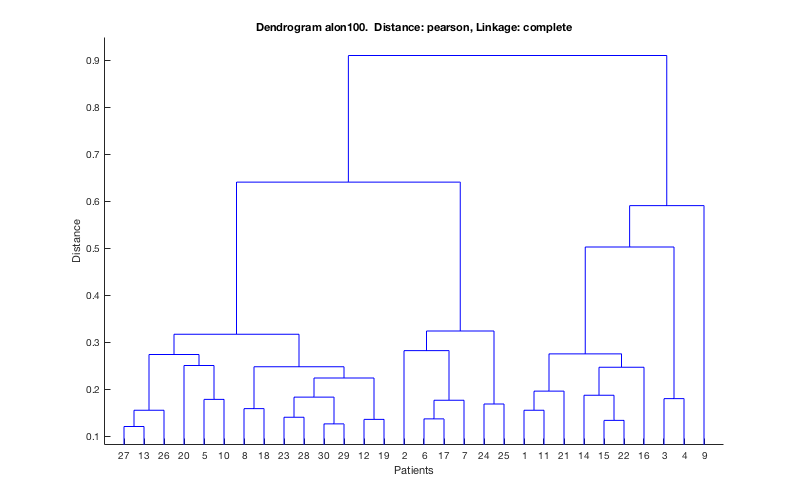 Dendrogram alon100.  Distance: pearson, Linkage: complete
0.9
0.8
0.7
0.6
0.5
0.4
0.3
0.2
0.1
Distance
27 13 26 20 5 10 8 18 23 28 30 29 12 19 2 6 17 7 24 25 1 11 21 14 15 22 16 3 4 9
Patients